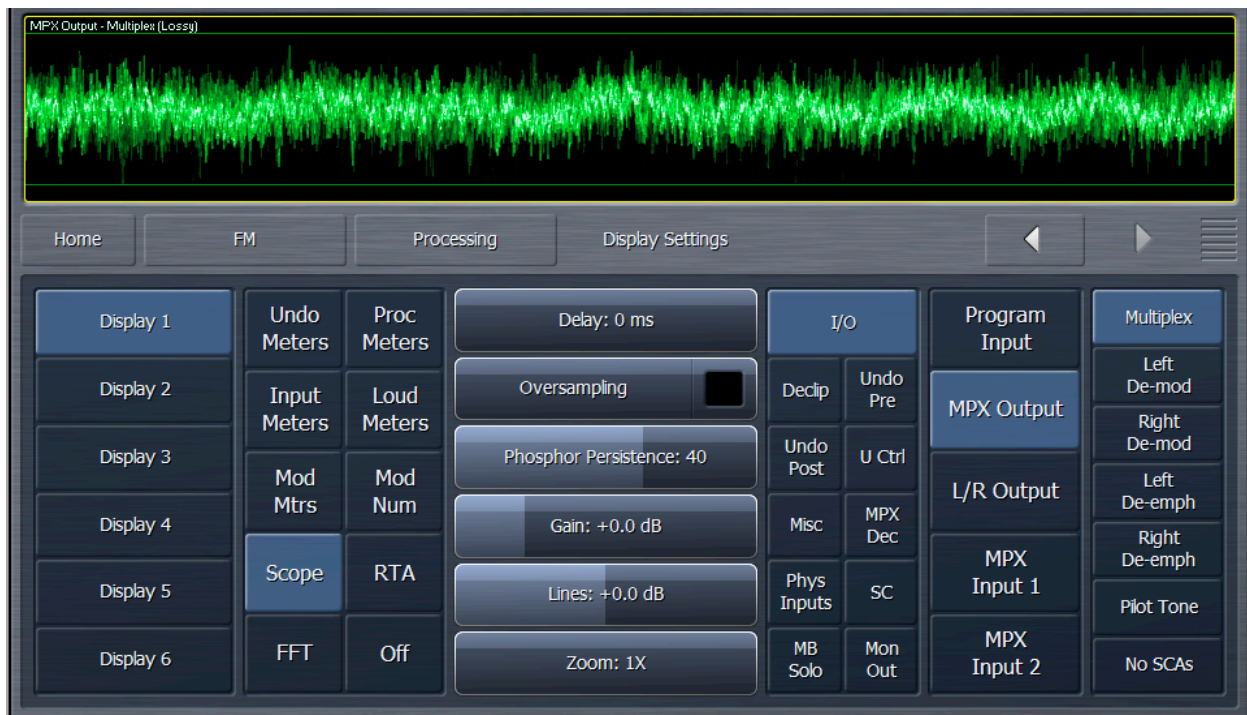 MPX Output - Multiplex (Lossy)
Home
FM
Processing
Display Settings
Display 1
Display 2
Display 3
Display 4
Display 5
Display 6
Undo
Meters
Proc
Meters
Input
Meters
Loud
Meters
Mod
Mtrs
Mod
Num
Scope
RTA
FFT
Off
Delay: 0 ms
Oversampling
Phosphor Persistence: 40
Gain: +0.0 dB
Lines: +0.0 dB
Zoom: 1X
I/O
Declip
Undo
Pre
Undo
Post
U Ctrl
Misc
MPX
Dec
Phys
Inputs
SC
MB
Solo
Mon
Out
Program
Input
MPX Output
L/R Output
MPX
Input 1
MPX
Input 2
Multiplex
Left
De-mod
Right
De-mod
Left
De-emph
Right
De-emph
Pilot Tone
No SCAs